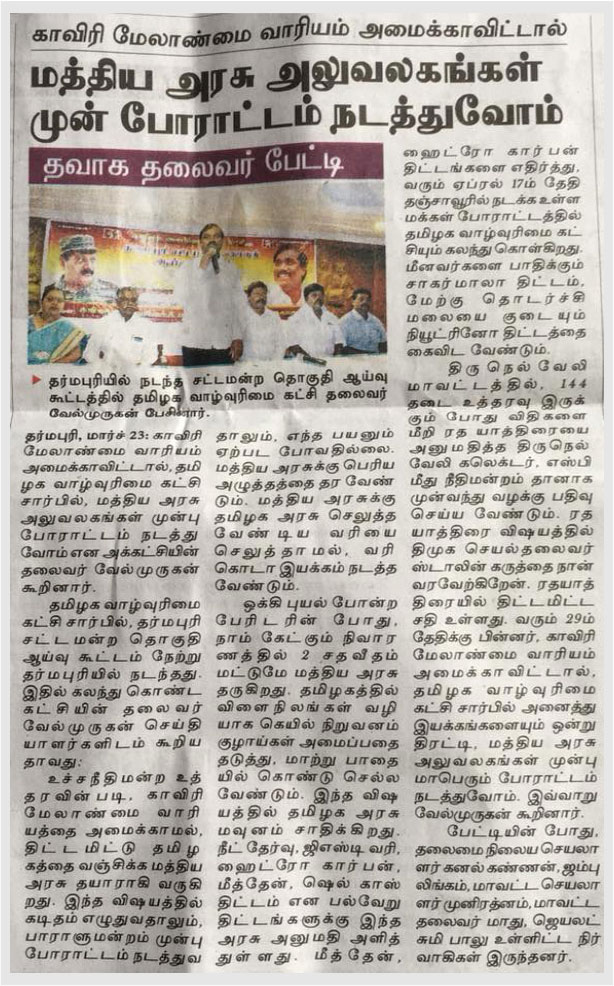 காவிரி மேலாண்மை வாரியம் அமைக்காவிட்டால்
மத்திய அரசு அலுவலகங்கள்
முன் போராட்டம் நடத்துவோம்
தவாக தலைவர் பேட்டி
தர்மபுரியில் நடந்த சட்டமன்ற தொகுதி ஆய்வு
கூட்டத்தில் தமிழக வாழ்வுரிமை கட்சி தலைவர்
வேல்முருகன் பேசினார்.
தர்மபுரி, மார்ச் 23: காவிரி
மேலாண்மை வாரியம்
அமைக்காவிட்டால், தமி
ழக வாழ்வுரிமை கட்சி
சார்பில், மத்திய அரசு
அலுவலகங்கள் முன்பு
போராட்டம் நடத்து
வோம் என அக்கட்சியின்
தலைவர் வேல்முருகன்
கூறினார்.
தமிழக வாழ்வுரிமை
கட்சி சார்பில், தர்மபுரி
சட்டமன்ற தொகுதி
ஆய்வு கூட்டம் நேற்று
தர்மபுரியில் நடந்தது.
இதில் கலந்து கொண்ட
கட்சியின் தலைவர்
வேல்முருகன் செய்தி
யாளர்களிடம் கூறிய
தாவது:
உச்சநீதிமன்ற உத்
தரவின்படி, காவிரி
மேலாண்மை வாரி
யத்தை அமைக்காமல்,
திட்டமிட்டு தமிழ
கத்தை வஞ்சிக்க மத்திய
அரசு தயாராகி வருகி
றது. இந்த விஷயத்தில்
கடிதம் எழுதுவதாலும்,
பாராளுமன்றம் முன்பு
போராட்டம் நடத்துவ
தாலும், எந்த பயனும்
ஏற்பட போவதில்லை.
மத்திய அரசுக்கு பெரிய
அழுத்தத்தை தர வேண்
டும். மத்திய அரசுக்கு
தமிழக அரசு செலுத்த
வேண்டிய வரியை
செலுத்தாமல், வரி
கொடா இயக்கம் நடத்த
வேண்டும்.
ஒக்கி புயல் போன்ற
பேரிடரின் போது,
நாம் கேட்கும் நிவார
ணத்தில் 2 சதவீதம்
மட்டுமே மத்திய அரசு
தருகிறது. தமிழகத்தில்
விளைநிலங்கள் வழி
யாக கெயில் நிறுவனம்
குழாய்கள் அமைப்பதை
தடுத்து, மாற்று பாதை
யில் கொண்டு செல்ல
வேண்டும். இந்த விஷ
யத்தில் தமிழக அரசு
மவுனம் சாதிக்கிறது.
நீட் தேர்வு, ஜிஎஸ்டி வரி,
ஹைட்ரோ கார்பன்,
மீத்தேன், ஷெல் காஸ்
திட்டம் என பல்வேறு
திட்டங்களுக்கு இந்த
அரசு அனுமதி அளித்
துள்ளது. மீத்தேன்,
ஹைட்ரோ கார்பன்
திட்டங்களை எதிர்த்து,
வரும் ஏப்ரல் 17ம் தேதி
தஞ்சாவூரில் நடக்க உள்ள
மக்கள் போராட்டத்தில்
தமிழக வாழ்வுரிமை கட்
சியும் கலந்து கொள்கிறது.
மீனவர்களை பாதிக்கும்
சாகர்மாலா திட்டம்,
மேற்கு தொடர்ச்சி
மலையை குடையும்
நியூட்ரினோ திட்டத்தை
கைவிட வேண்டும்.
திருநெல்வேலி
மாவட்டத்தில், 144
தடை உத்தரவு இருக்
கும் போது விதிகளை
மீறி ரத யாத்திரையை
அனுமதித்த திருநெல்
வேலி கலெக்டர், எஸ்பி
மீது நீதிமன்றம் தானாக
முன்வந்து வழக்கு பதிவு
செய்ய வேண்டும். ரத
யாத்திரை விஷயத்தில்
திமுக செயல்தலைவர்
ஸ்டாலின் கருத்தை நான்
வரவேற்கிறேன். ரதயாத்
திரையில் திட்டமிட்ட
சதி உள்ளது. வரும் 29ம்
தேதிக்கு பின்னர், காவிரி
மேலாண்மை வாரியம்
அமைக்காவிட்டால்,
தமிழக வாழ்வுரிமை
கட்சி சார்பில் அனைத்து
இயக்கங்களையும் ஒன்று
திரட்டி, மத்திய அரசு
அலுவலகங்கள் முன்பு
மாபெரும் போராட்டம்
நடத்துவோம். இவ்வாறு
வேல்முருகன் கூறினார்.
பேட்டியின் போது,
தலைமை நிலைய செயலா
ளர் கனல் கண்ணன், ஜம்பு
லிங்கம், மாவட்ட செயலா
ளர் முனிரத்னம், மாவட்ட
தலைவர் மாது, ஜெயலட்
சுமி பாலு உள்ளிட்ட நிர்
வாகிகள் இருந்தனர்.